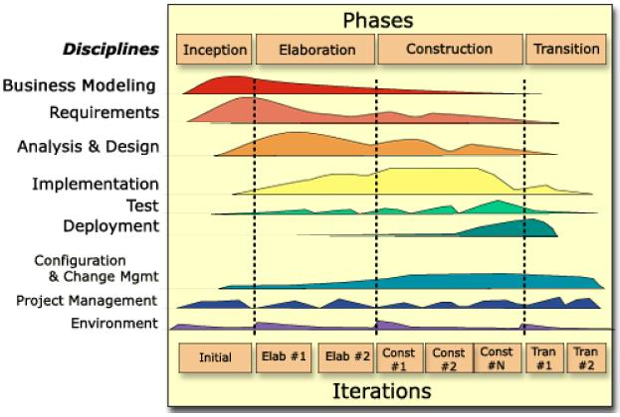 Phases
Disciplines
Inception
Elaboration
Construction
Transition
Business Modeling
Requirements
Analysis & Design
Implementation
Test
Deployment
Configuration
& Change Mgmt
Project Management
Environment
Initial
Elab #1
Elab #2
Const
#1
Const
#2
Const
#N
Tran
#1
Tran
#2
Iterations